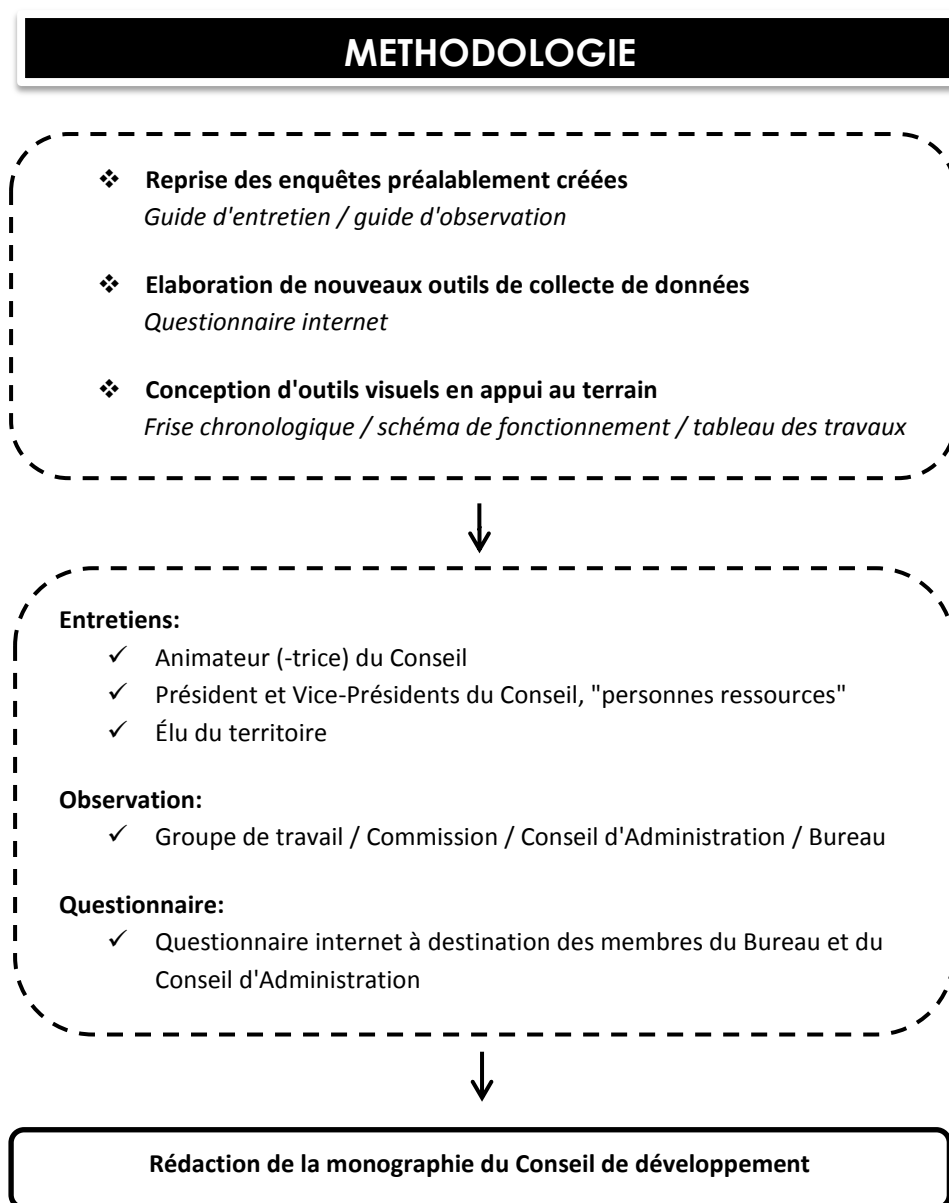 METHODOLOGIE
❖ Reprise des enquêtes préalablement créées
Guide d'entretien / guide d'observation
❖ Elaboration de nouveaux outils de collecte de données
Questionnaire internet
❖ Conception d'outils visuels en appui au terrain
Frise chronologique / schéma de fonctionnement / tableau des travaux
Entretiens:
✓ Animateur (-trice) du Conseil
✓ Président et Vice-Présidents du Conseil, "personnes ressources"
✓ Élu du territoire
Observation:
✓ Groupe de travail / Commission / Conseil d'Administration / Bureau
Questionnaire:
✓ Questionnaire internet à destination des membres du Bureau et du
Conseil d'Administration
Rédaction de la monographie du Conseil de développement